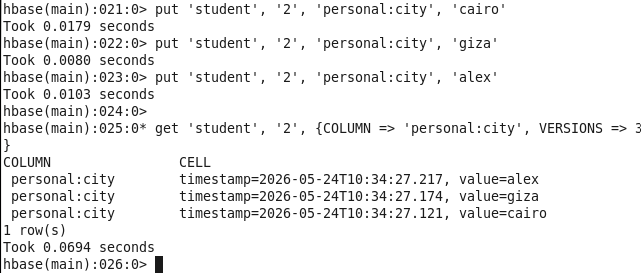 hbase(main):021:0> put 'student', '2', 'personal:city', 'cairo'
Took 0.0179 seconds
hbase(main):022:0> put 'student', '2', 'personal:city', 'giza'
Took 0.0080 seconds
hbase(main):023:0> put 'student', '2', 'personal:city', 'alex'
Took 0.0103 seconds
hbase(main):024:0>
hbase(main):025:0* get 'student', '2', {COLUMN => 'personal:city', VERSIONS => 3
}
COLUMN                CELL
 personal:city        timestamp=2026-05-24T10:34:27.217, value=alex
 personal:city        timestamp=2026-05-24T10:34:27.174, value=giza
 personal:city        timestamp=2026-05-24T10:34:27.121, value=cairo
1 row(s)
Took 0.0694 seconds
hbase(main):026:0>